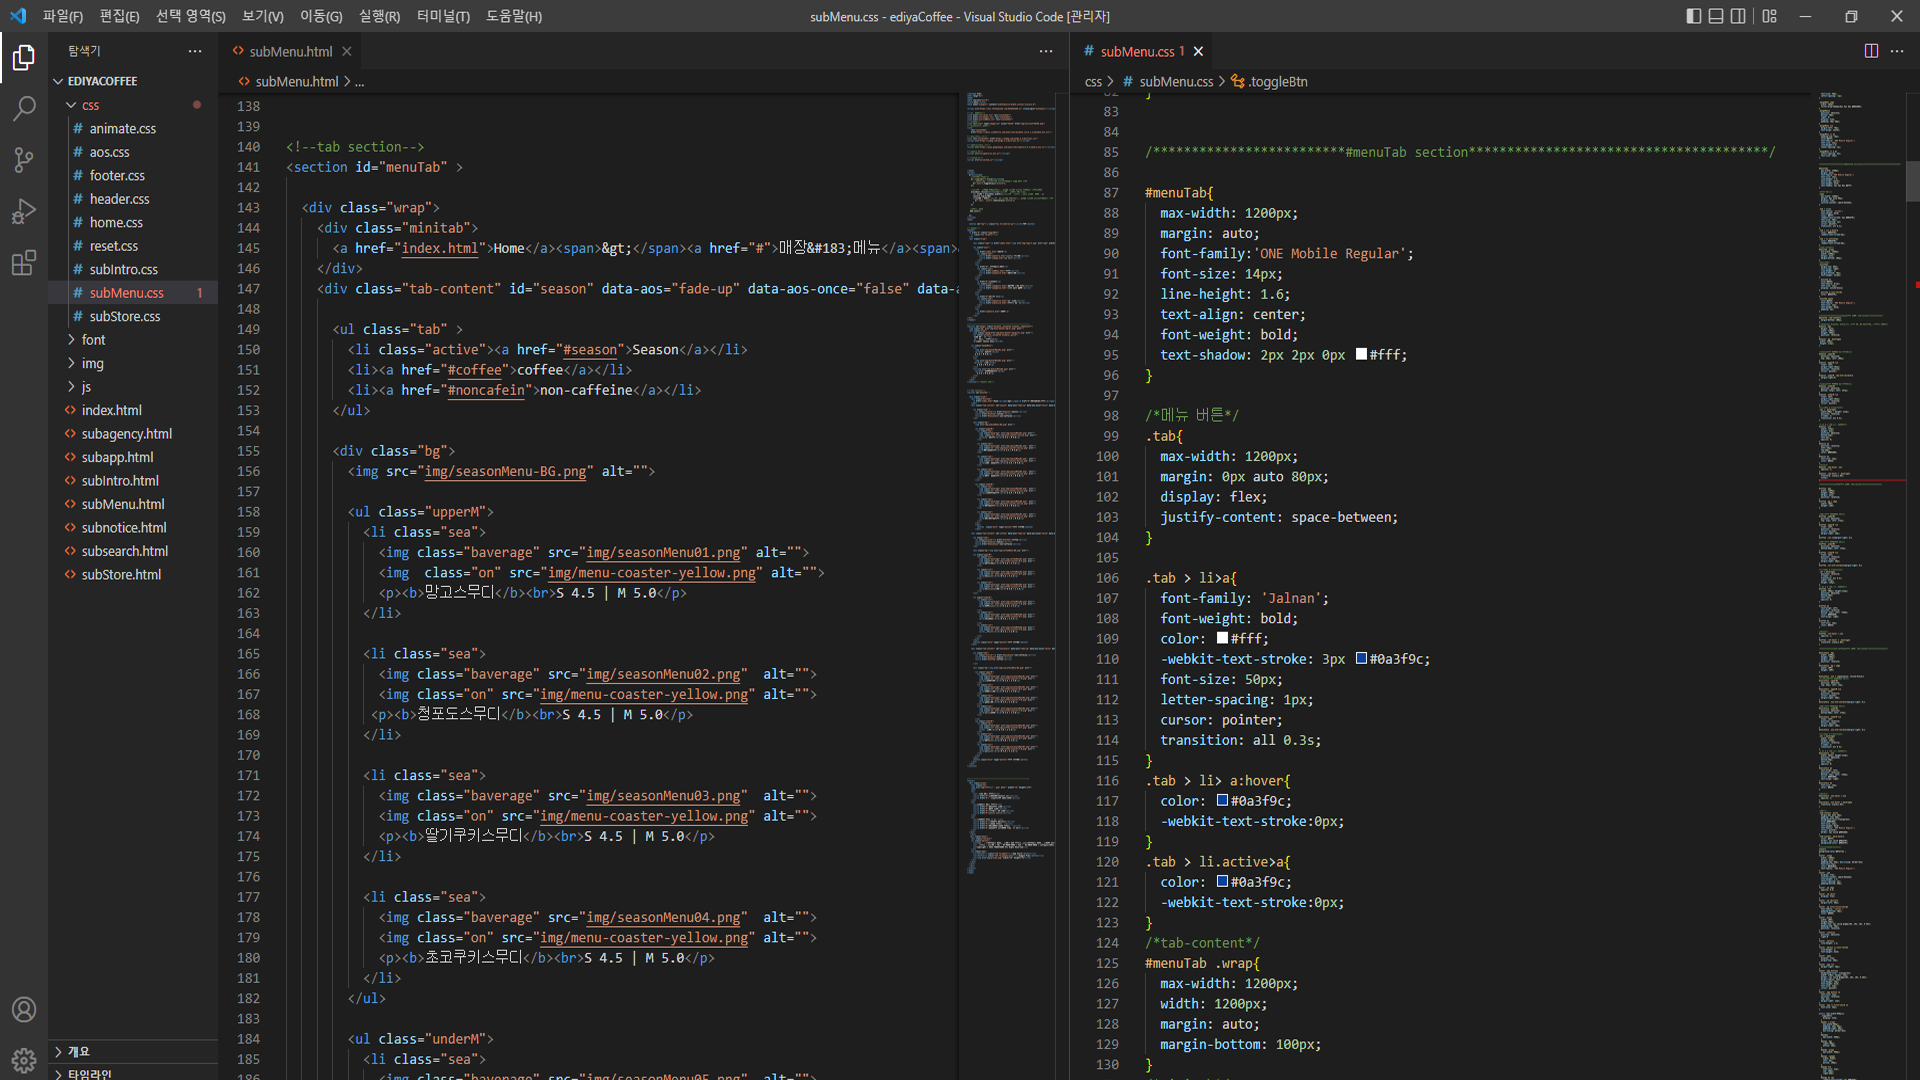 파일(F) 편집(E) 선택 영역(S) 보기(V) 이동(G) 실행(R) 터미널(T) 도움말(H)
subMenu.css - ediyaCoffee - Visual Studio Code [관리자]
탐색기
EDIYACOFFEE
css
animate.css
aos.css
footer.css
header.css
home.css
reset.css
subIntro.css
subMenu.css 1
subStore.css
font
img
js
index.html
subagency.html
subapp.html
subIntro.html
subMenu.html
subnotice.html
subsearch.html
subStore.html
개요
타임라인
subMenu.html
subMenu.html > ...
138
139
140 <!--tab section-->
141 <section id="menuTab" >
142
143 <div class="wrap">
144 <div class="minitab">
145 <a href="index.html">Home</a><span>&gt;</span><a href="#">매장&#183;메뉴</a><span>
146 </div>
147 <div class="tab-content" id="season" data-aos="fade-up" data-aos-once="false" data-a
148
149 <ul class="tab" >
150 <li class="active"><a href="#season">Season</a></li>
151 <li><a href="#coffee">coffee</a></li>
152 <li><a href="#noncafein">non-caffeine</a></li>
153 </ul>
154
155 <div class="bg">
156 <img src="img/seasonMenu-BG.png" alt="">
157
158 <ul class="upperM">
159 <li class="sea">
160 <img class="baverage" src="img/seasonMenu01.png" alt="">
161 <img  class="on" src="img/menu-coaster-yellow.png" alt="">
162 <p><b>망고스무디</b><br>S 4.5 | M 5.0</p>
163 </li>
164
165 <li class="sea">
166 <img class="baverage" src="img/seasonMenu02.png"  alt="">
167 <img class="on" src="img/menu-coaster-yellow.png" alt="">
168 <p><b>청포도스무디</b><br>S 4.5 | M 5.0</p>
169 </li>
170
171 <li class="sea">
172 <img class="baverage" src="img/seasonMenu03.png"  alt="">
173 <img class="on" src="img/menu-coaster-yellow.png" alt="">
174 <p><b>딸기쿠키스무디</b><br>S 4.5 | M 5.0</p>
175 </li>
176
177 <li class="sea">
178 <img class="baverage" src="img/seasonMenu04.png"  alt="">
179 <img class="on" src="img/menu-coaster-yellow.png" alt="">
180 <p><b>초코쿠키스무디</b><br>S 4.5 | M 5.0</p>
181 </li>
182 </ul>
183
184 <ul class="underM">
185 <li class="sea">
186 <img class="baverage" src="img/seasonMenu05.png" alt="">
subMenu.css 1
css > subMenu.css > .toggleBtn
82 }
83
84
85 /*************************#menuTab section***************************************/
86
87 #menuTab{
88 max-width: 1200px;
89 margin: auto;
90 font-family:'ONE Mobile Regular';
91 font-size: 14px;
92 line-height: 1.6;
93 text-align: center;
94 font-weight: bold;
95 text-shadow: 2px 2px 0px #fff;
96 }
97
98 /*메뉴 버튼*/
99 .tab{
100 max-width: 1200px;
101 margin: 0px auto 80px;
102 display: flex;
103 justify-content: space-between;
104 }
105
106 .tab > li>a{
107 font-family: 'Jalnan';
108 font-weight: bold;
109 color: #fff;
110 -webkit-text-stroke: 3px #0a3f9c;
111 font-size: 50px;
112 letter-spacing: 1px;
113 cursor: pointer;
114 transition: all 0.3s;
115 }
116 .tab > li> a:hover{
117 color: #0a3f9c;
118 -webkit-text-stroke:0px;
119 }
120 .tab > li.active>a{
121 color: #0a3f9c;
122 -webkit-text-stroke:0px;
123 }
124 /*tab-content*/
125 #menuTab .wrap{
126 max-width: 1200px;
127 width: 1200px;
128 margin: auto;
129 margin-bottom: 100px;
130 }